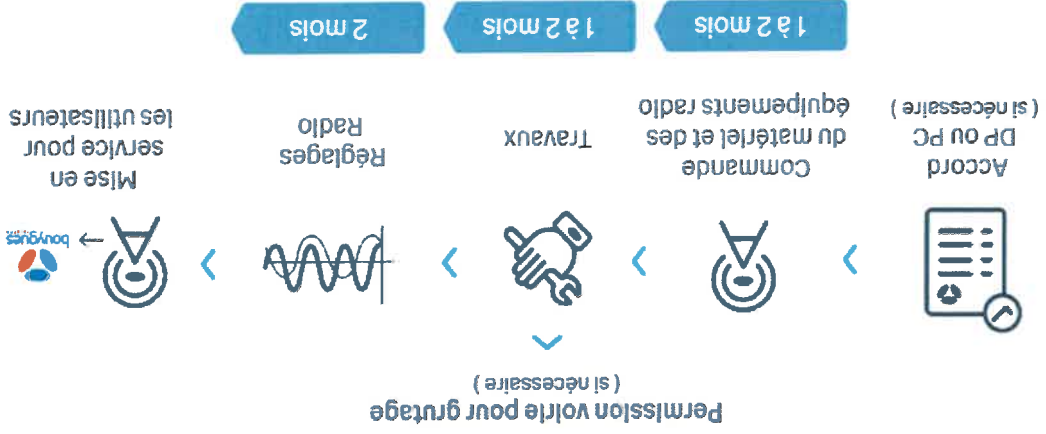 Permission voirie pour grutage
( si nécessaire )
bouygues
Accord
DP ou PC
( si nécessaire )
Commande
du matériel et des
équipements radio
Travaux
Réglages
Radio
Mise en
service pour
les utilisateurs
1 à 2 mois
1 à 2 mois
2 mois